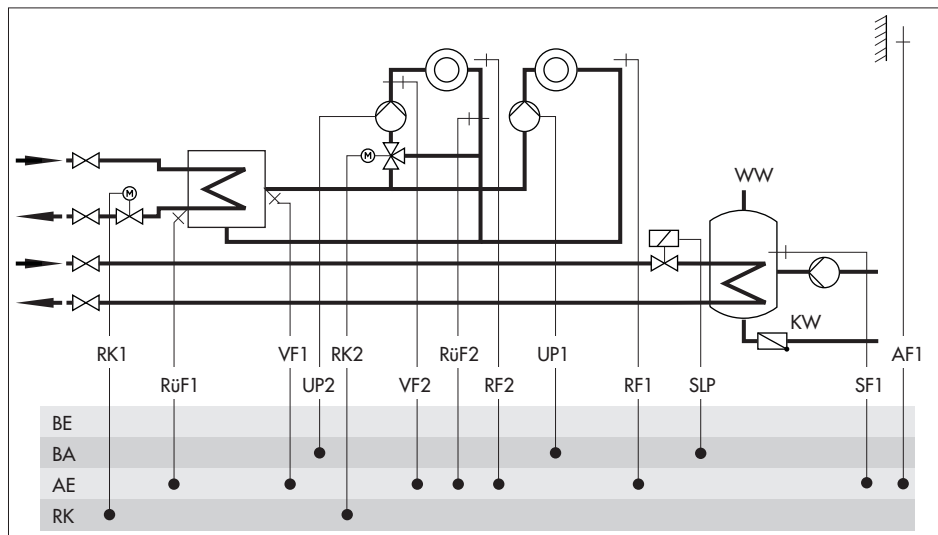 M
M
WW
KW
RK1 VF1 RK2 RüF2 UP1 AF1
RüF1 UP2 VF2 RF2 RF1 SLP SF1
BE
BA
AE
RK